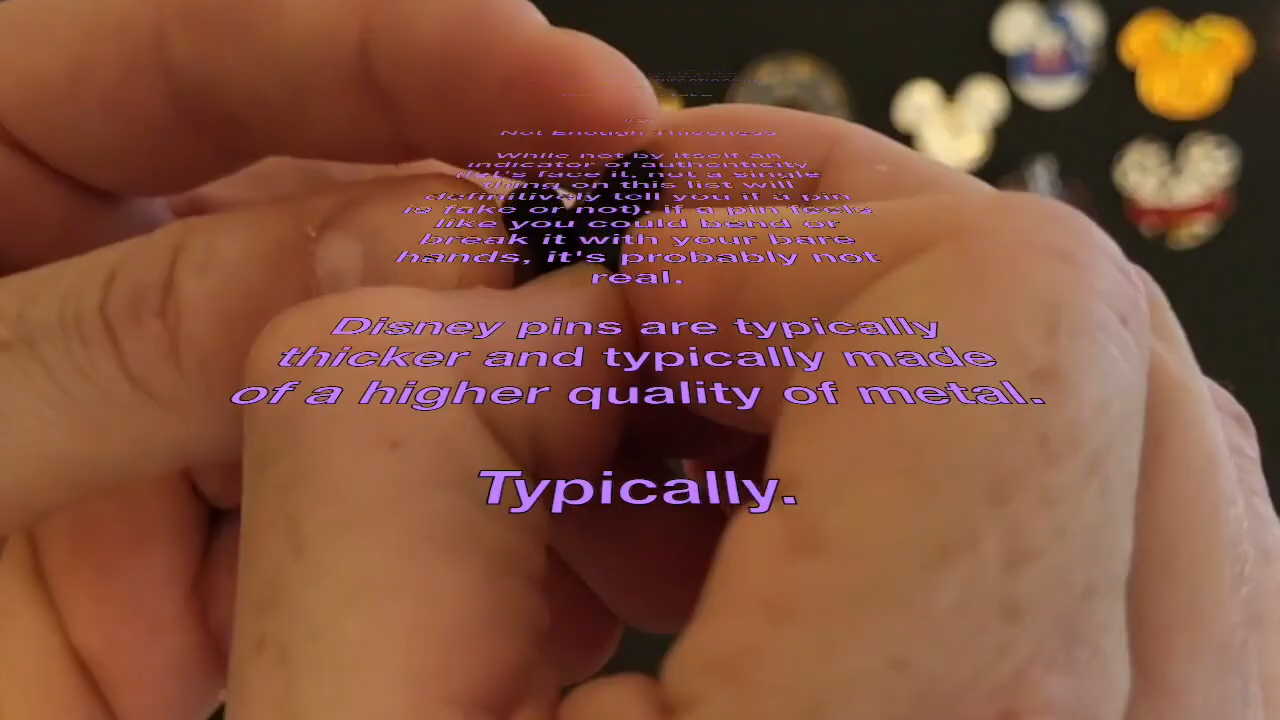 Not Enough Thickness
While not by itself an
indicator of authenticity
(let's face it, not a single
thing on this list will
definitively tell you if a pin
is fake or not), if a pin feels
like you could bend or
break it with your bare
hands, it's probably not
real.
Disney pins are typically
thicker and typically made
of a higher quality of metal.
Typically.